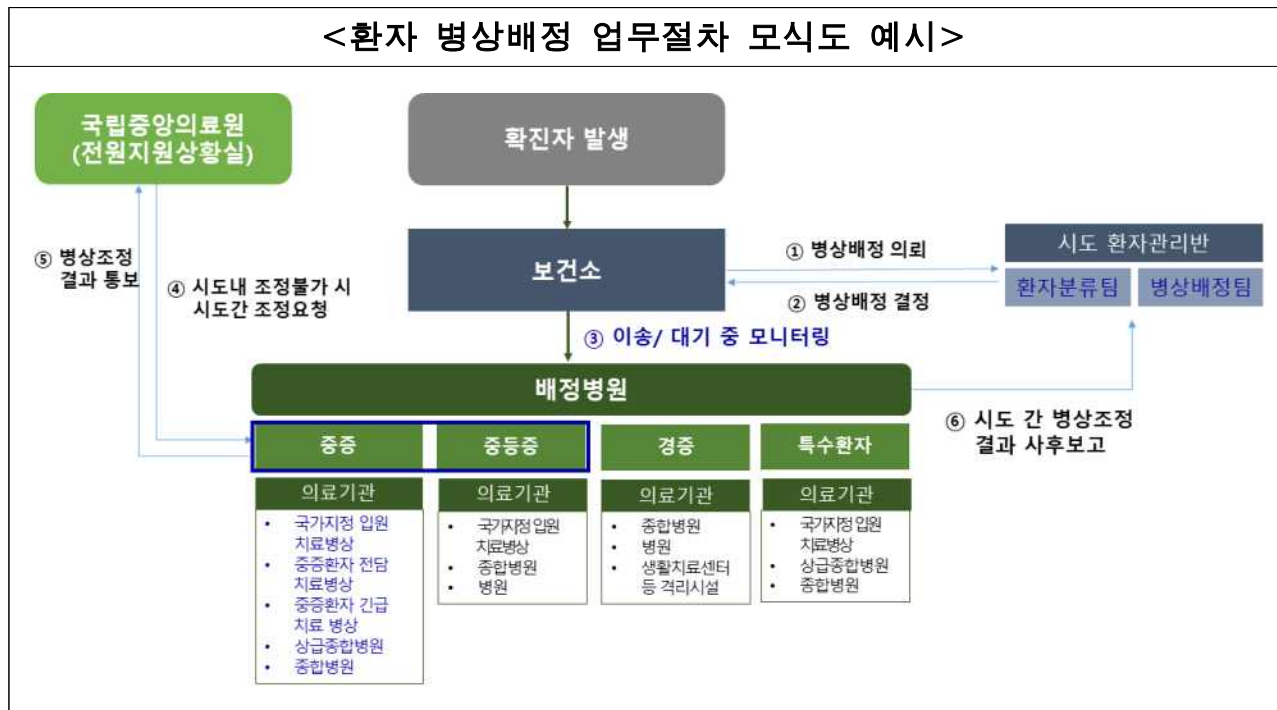 <환자 병상배정 업무절차 모식도 예시>
국립중앙의료원
(전원지원상황실)
확진자 발생
보건소
시도 환자관리반
환자분류팀
병상배정팀
① 병상배정 의뢰
② 병상배정 결정
③ 이송/ 대기 중 모니터링
④ 시도내 조정불가 시
시도간 조정요청
⑤ 병상조정
결과 통보
배정병원
⑥ 시도 간 병상조정
결과 사후보고
중증
의료기관
• 국가지정 입원
치료병상
• 중증환자 전담
치료병상
• 중증환자 긴급
치료 병상
• 상급종합병원
• 종합병원
중등증
의료기관
• 국가지정 입원
치료병상
• 종합병원
• 병원
경증
의료기관
• 종합병원
• 병원
• 생활치료센터
등 격리시설
특수환자
의료기관
• 국가지정 입원
치료병상
• 상급종합병원
• 종합병원